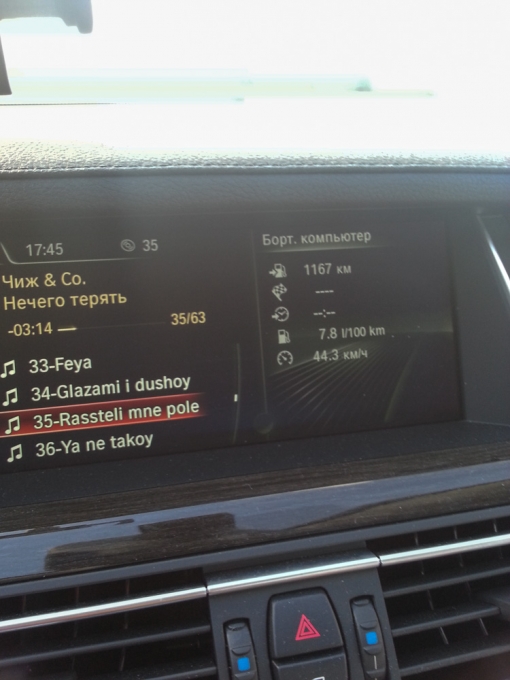 17:45 35
Чиж & Co.
Нечего терять
-03:14 35/63
33-Feya
34-Glazami i dushoy
35-Rassteli mne pole
36-Ya ne takoy
Борт. компьютер
1167 км
----
--:--
7.8 l/100 km
44.3 км/ч